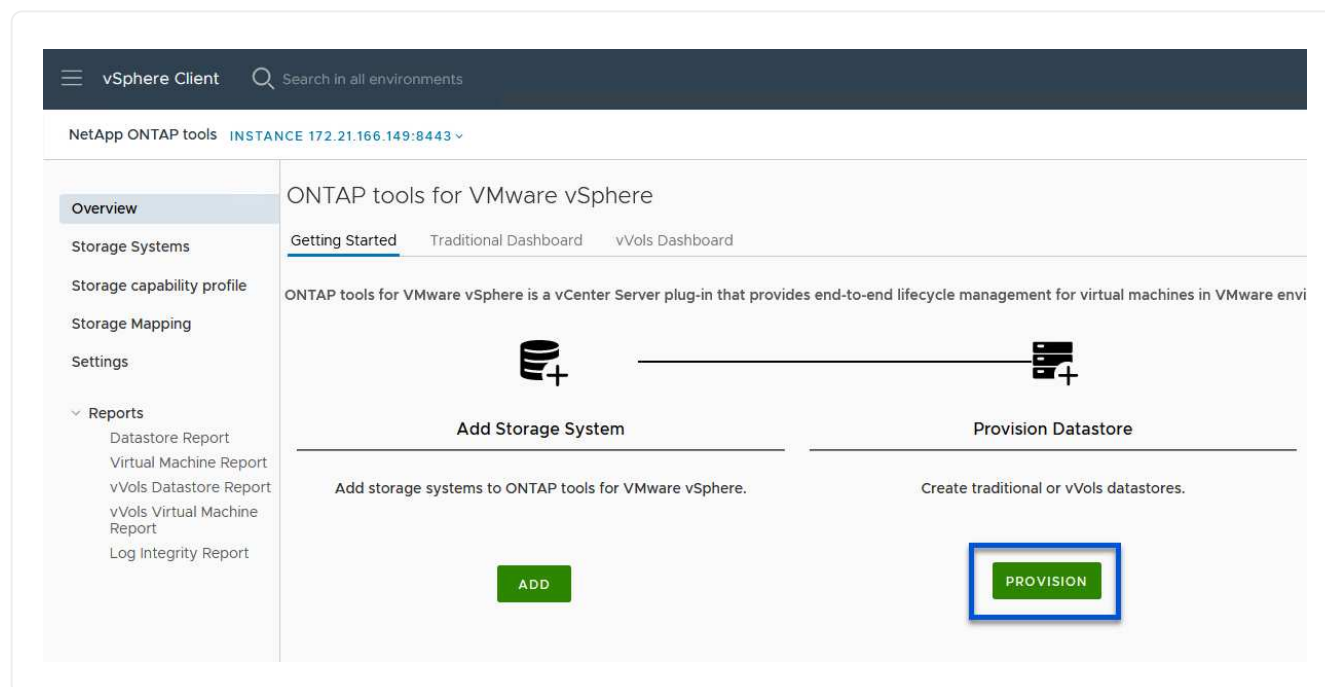 vSphere Client
Search in all environments
NetApp ONTAP tools INSTANCE 172.21.166.149:8443
Overview
Storage Systems
Storage capability profile
Storage Mapping
Settings
Reports
Datastore Report
Virtual Machine Report
vVols Datastore Report
vVols Virtual Machine
Report
Log Integrity Report
ONTAP tools for VMware vSphere
Getting Started Traditional Dashboard vVols Dashboard
ONTAP tools for VMware vSphere is a vCenter Server plug-in that provides end-to-end lifecycle management for virtual machines in VMware envi
Add Storage System
Add storage systems to ONTAP tools for VMware vSphere.
ADD
Provision Datastore
Create traditional or vVols datastores.
PROVISION